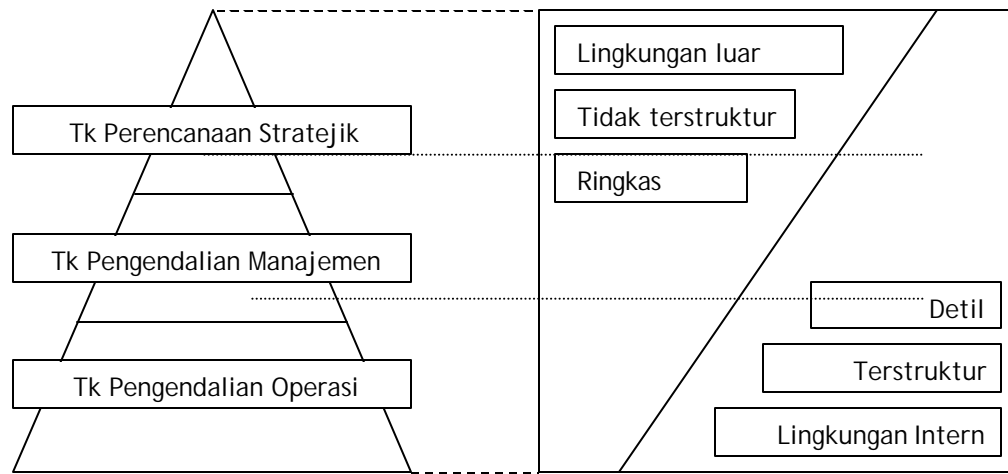 Lingkungan luar
Tidak terstruktur
Tk Perencanaan Stratejik
Ringkas
Tk Pengendalian Manajemen
Detil
Terstruktur
Tk Pengendalian Operasi
Lingkungan Intern